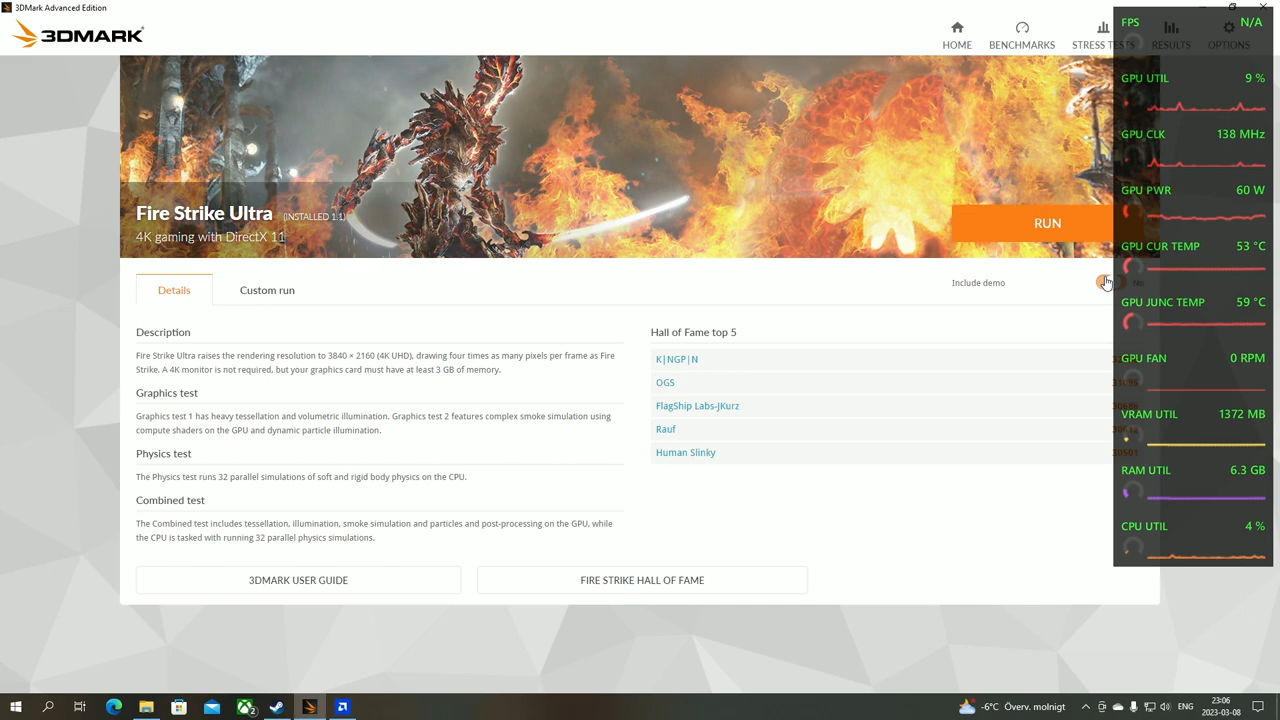 3DMark Advanced Edition
3DMARK
HOME
BENCHMARKS
STRESS TESTS
RESULTS
OPTIONS
Fire Strike Ultra (INSTALLED 1.1)
4K gaming with DirectX 11
RUN
Details
Custom run
Include demo
No
Description
Fire Strike Ultra raises the rendering resolution to 3840 × 2160 (4K UHD), drawing four times as many pixels per frame as Fire
Strike. A 4K monitor is not required, but your graphics card must have at least 3 GB of memory.
Graphics test
Graphics test 1 has heavy tessellation and volumetric illumination. Graphics test 2 features complex smoke simulation using
compute shaders on the GPU and dynamic particle illumination.
Physics test
The Physics test runs 32 parallel simulations of soft and rigid body physics on the CPU.
Combined test
The Combined test includes tessellation, illumination, smoke simulation and particles and post-processing on the GPU, while
the CPU is tasked with running 32 parallel physics simulations.
3DMARK USER GUIDE
FIRE STRIKE HALL OF FAME
Hall of Fame top 5
K|NGP|N
OGS
FlagShip Labs-JKurz
Rauf
Human Slinky
FPS N/A
GPU UTIL 9 %
GPU CLK 138 MHz
GPU PWR 60 W
GPU CUR TEMP 53 °C
GPU JUNC TEMP 59 °C
GPU FAN 0 RPM
VRAM UTIL 1372 MB
RAM UTIL 6.3 GB
CPU UTIL 4 %
2
-6°C Överv. molnigt
ENG
23:06
2023-03-08